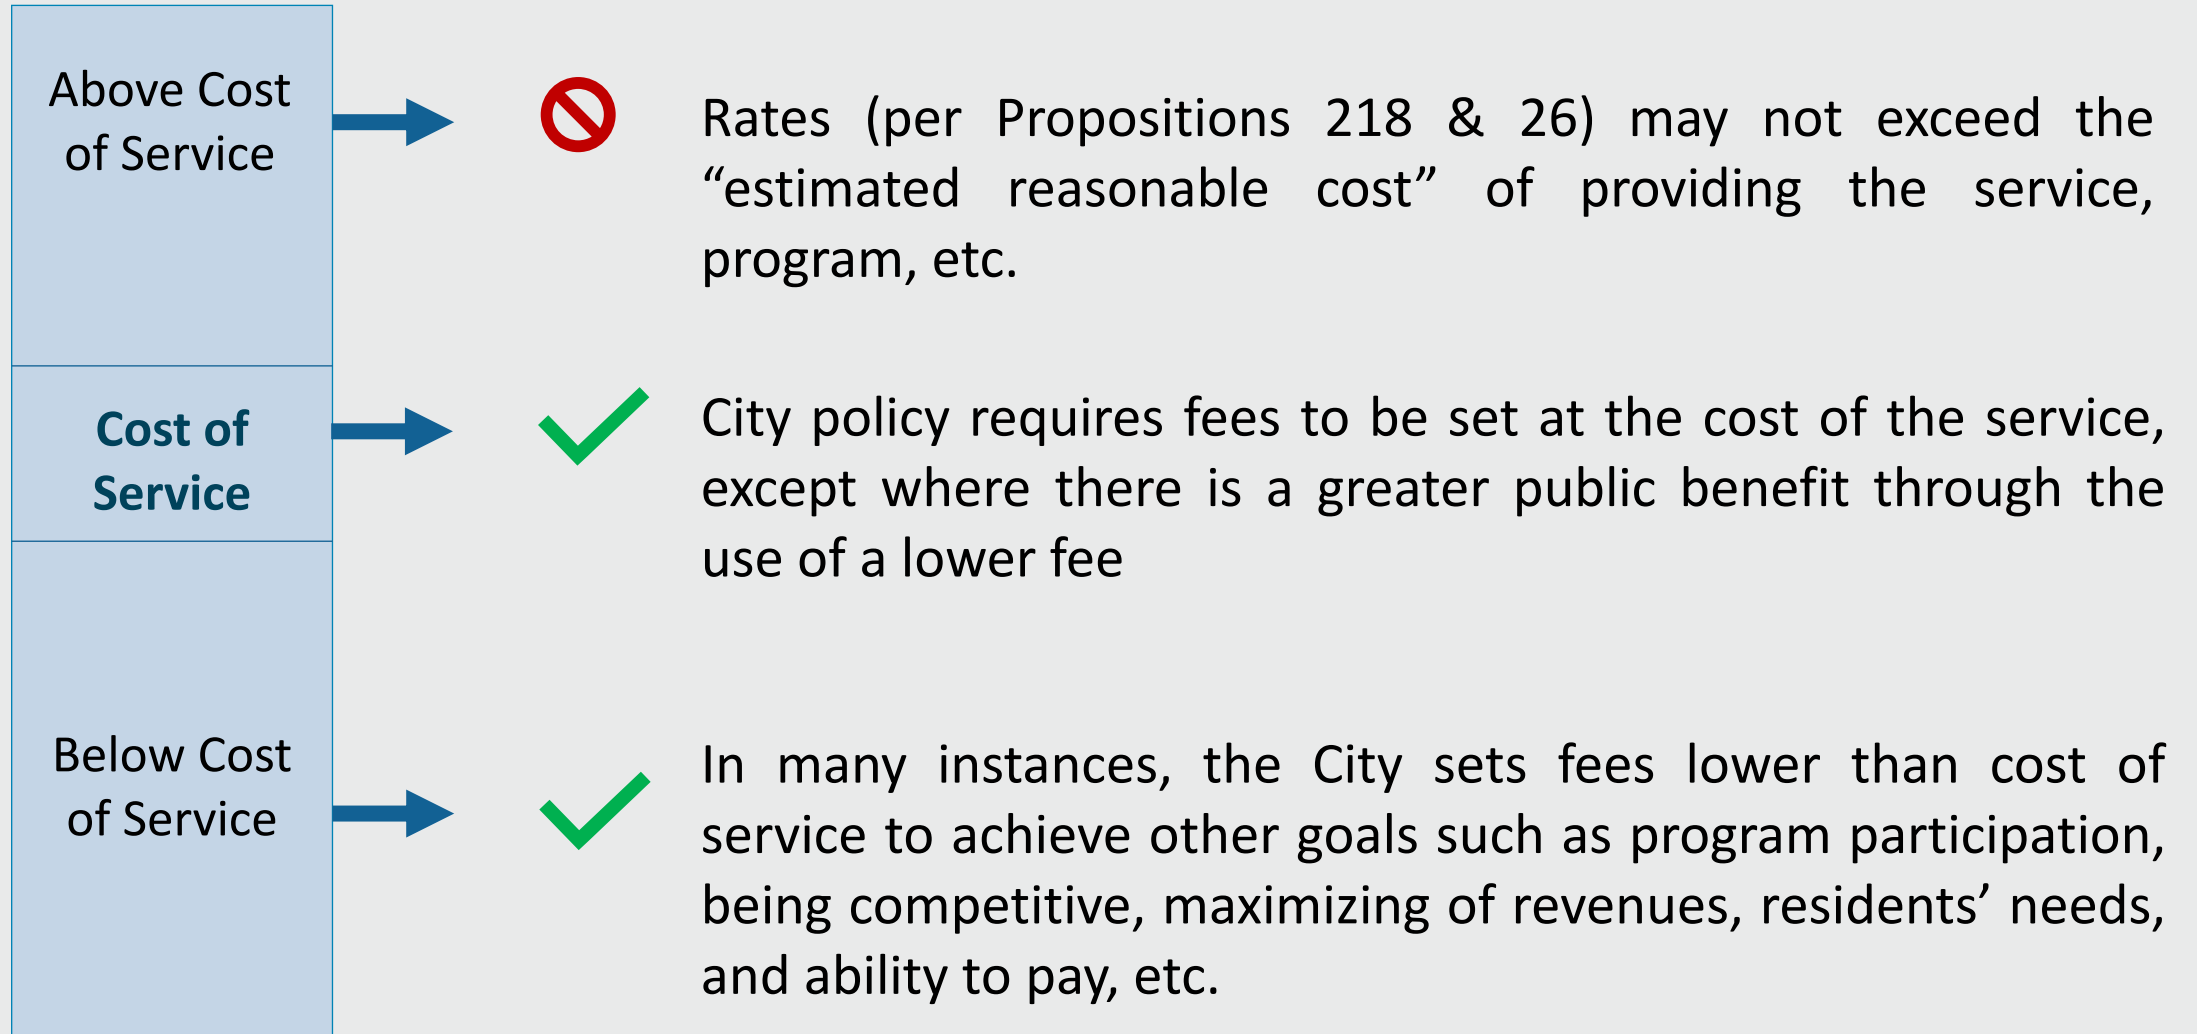 Above Cost
of Service
Rates (per Propositions 218 & 26) may not exceed the
“estimated reasonable cost” of providing the service,
program, etc.
Cost of
Service
City policy requires fees to be set at the cost of the service,
except where there is a greater public benefit through the
use of a lower fee
Below Cost
of Service
In many instances, the City sets fees lower than cost of
service to achieve other goals such as program participation,
being competitive, maximizing of revenues, residents’ needs,
and ability to pay, etc.